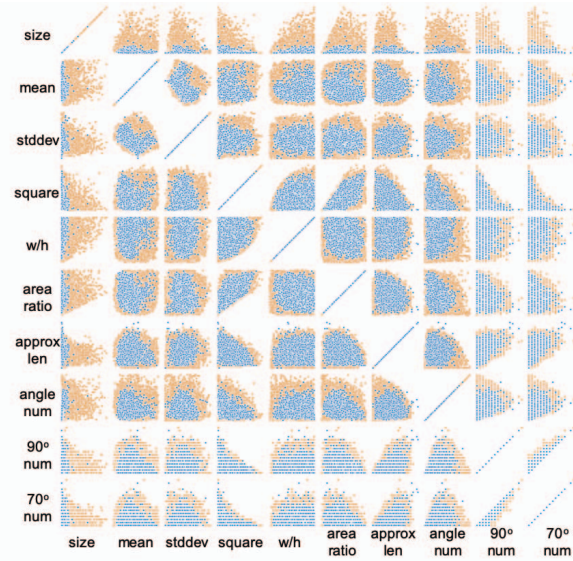 size
mean
stddev
square
w/h
area
ratio
approx
len
angle
num
90º
num
70º
num
size mean stddev square w/h area ratio approx len angle num 90º num 70º num